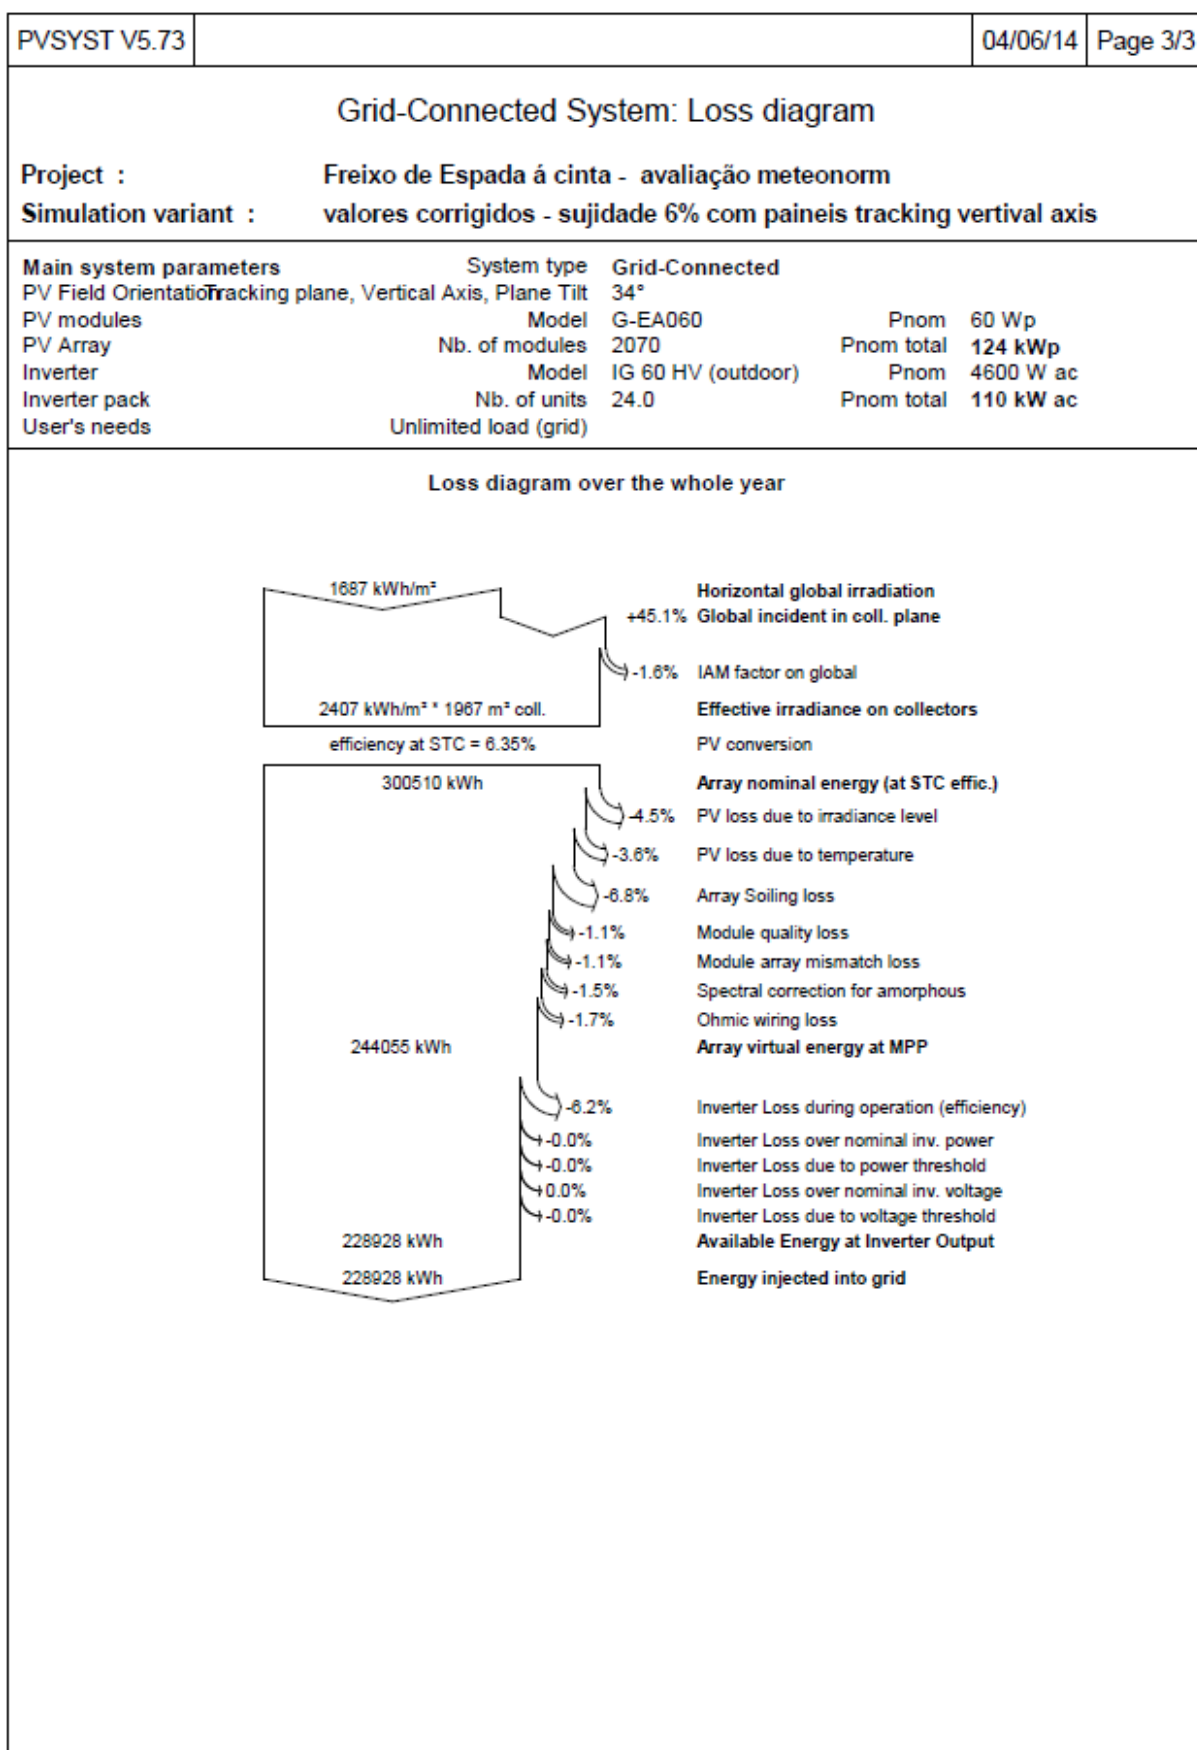 PVSYST V5.73 04/06/14 Page 3/3
Grid-Connected System: Loss diagram
Project : Freixo de Espada á cinta - avaliação meteonorm
Simulation variant : valores corrigidos - sujidade 6% com paineis tracking vertival axis
Main system parameters System type Grid-Connected
PV Field Orientation Tracking plane, Vertical Axis, Plane Tilt 34°
PV modules Model G-EA060 Pnom 60 Wp
PV Array Nb. of modules 2070 Pnom total 124 kWp
Inverter Model IG 60 HV (outdoor) Pnom 4600 W ac
Inverter pack Nb. of units 24.0 Pnom total 110 kW ac
User's needs Unlimited load (grid)
Loss diagram over the whole year
1687 kWh/m² Horizontal global irradiation
+45.1% Global incident in coll. plane
-1.6% IAM factor on global
2407 kWh/m² * 1967 m² coll. Effective irradiance on collectors
efficiency at STC = 6.35% PV conversion
300510 kWh Array nominal energy (at STC effic.)
-4.5% PV loss due to irradiance level
-3.6% PV loss due to temperature
-6.8% Array Soiling loss
-1.1% Module quality loss
-1.1% Module array mismatch loss
-1.5% Spectral correction for amorphous
-1.7% Ohmic wiring loss
244055 kWh Array virtual energy at MPP
-6.2% Inverter Loss during operation (efficiency)
-0.0% Inverter Loss over nominal inv. power
-0.0% Inverter Loss due to power threshold
0.0% Inverter Loss over nominal inv. voltage
-0.0% Inverter Loss due to voltage threshold
228928 kWh Available Energy at Inverter Output
228928 kWh Energy injected into grid